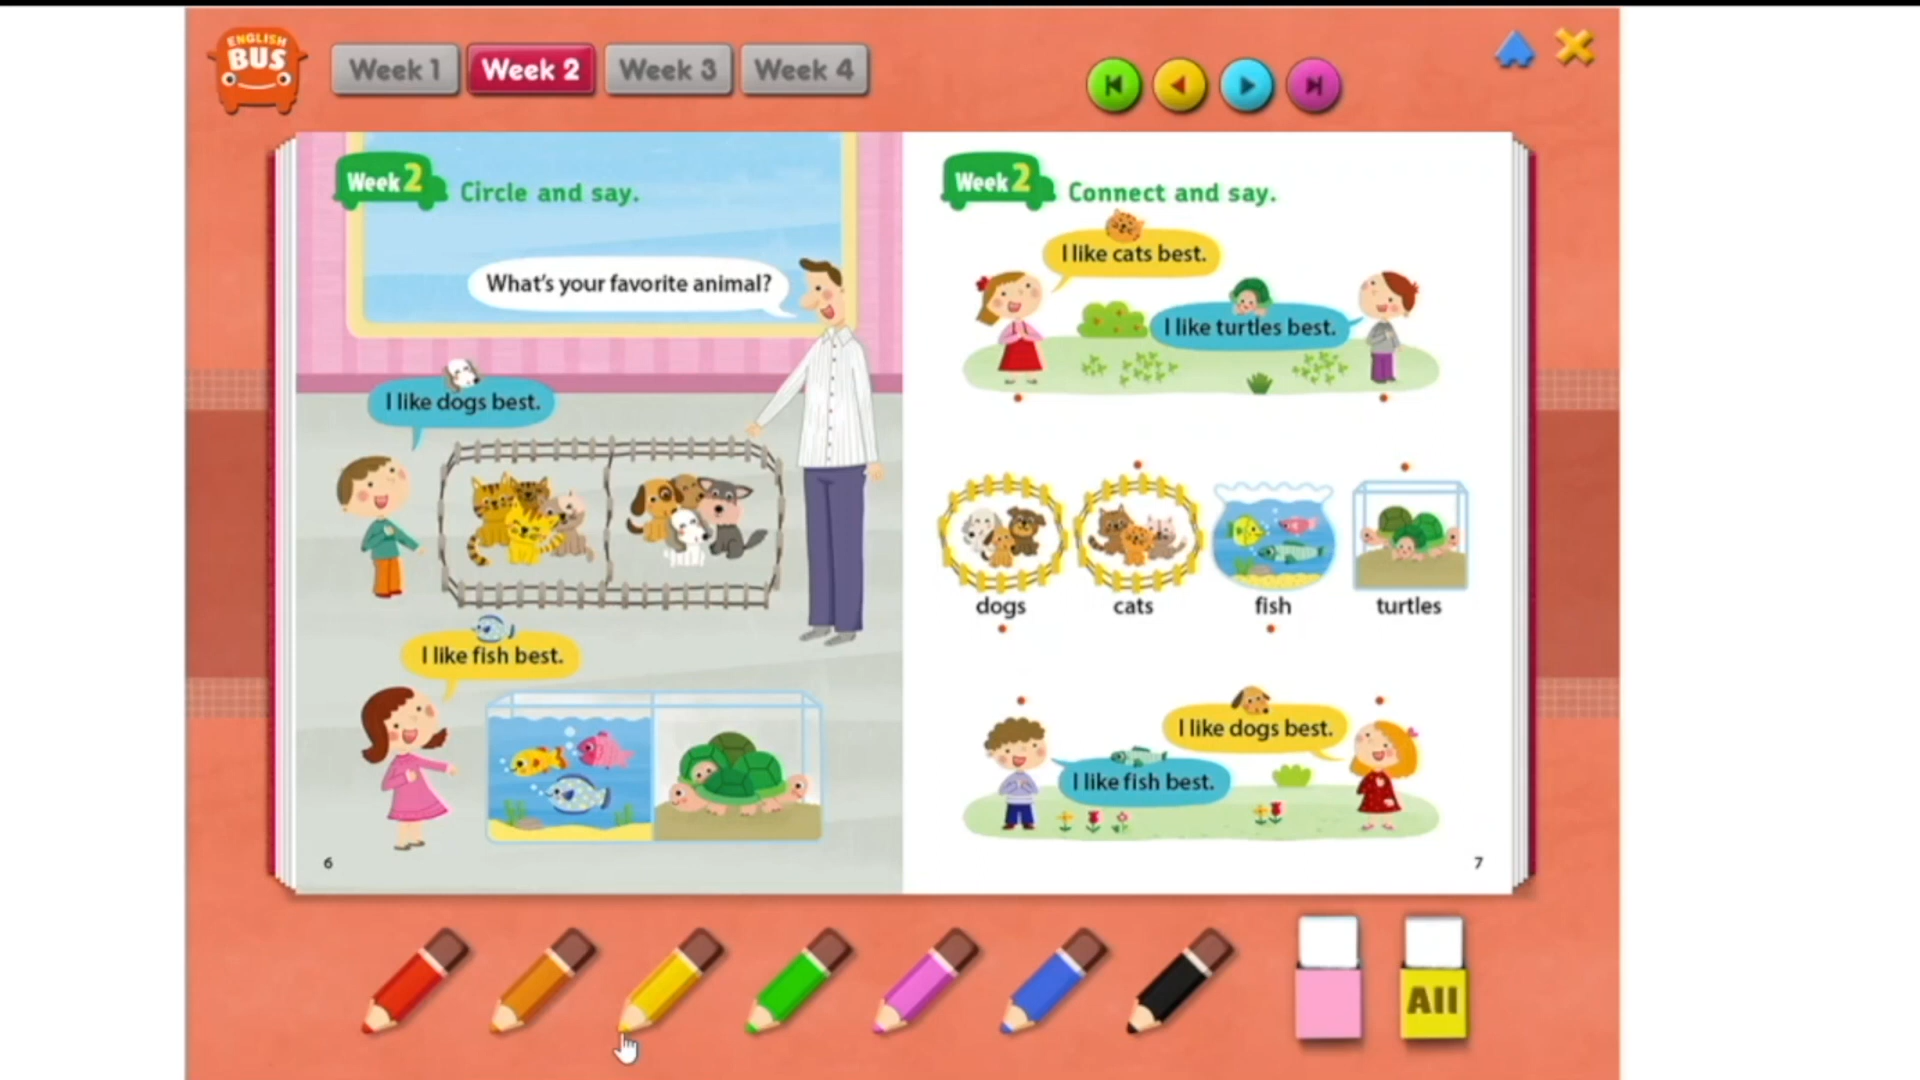 ENGLISH
BUS
Week 1
Week 2
Week 3
Week 4
Week 2
Circle and say.
What's your favorite animal?
I like dogs best.
I like fish best.
6
Week 2
Connect and say.
I like cats best.
I like turtles best.
dogs
cats
fish
turtles
I like dogs best.
I like fish best.
7
All